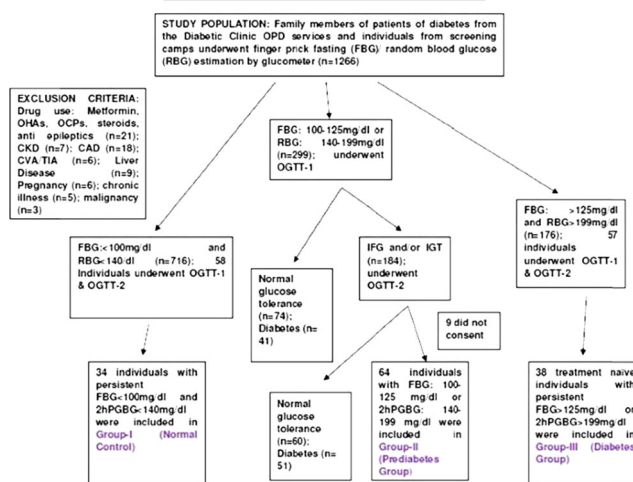 STUDY POPULATION: Family members of patients of diabetes from
the Diabetic Clinic OPD services and individuals from screening
camps underwent finger prick fasting (FBG)/ random blood glucose
(RBG) estimation by glucometer (n=1266)
EXCLUSION CRITERIA:
Drug use: Metformin,
OHAs, OCPs, steroids,
anti epileptics (n=21);
CKD (n=7); CAD (n=18);
CVA/TIA (n=6); Liver
Disease (n=9);
Pregnancy (n=6); chronic
illness (n=5); malignancy
(n=3)
FBG: 100-125mg/dl or
RBG: 140-199mg/dl
(n=299); underwent
OGTT-1
FBG: >125mg/dl
and RBG>199mg/dl
(n=176); 57
individuals
underwent OGTT-1
& OGTT-2
FBG:<100mg/dl and
RBG<140/dl (n=716); 58
Individuals underwent OGTT-1
& OGTT-2
Normal
glucose
tolerance
(n=74);
Diabetes (n=
41)
IFG and/or IGT
(n=184);
underwent
OGTT-2
9 did not
consent
34 individuals with
persistent
FBG<100mg/dl and
2hPGBG<140mg/dl
were included in
Group-I (Normal
Control)
Normal
glucose
tolerance
(n=60);
Diabetes (n=
51)
64 individuals
with FBG: 100-
125 mg/dl or
2hPGBG: 140-
199 mg/dl were
included in
Group-II
(Prediabetes
Group)
38 treatment naive
individuals with
persistent
FBG>125mg/dl or
2hPGBG>199mg/dl
were included in
Group-III (Diabetes
Group)